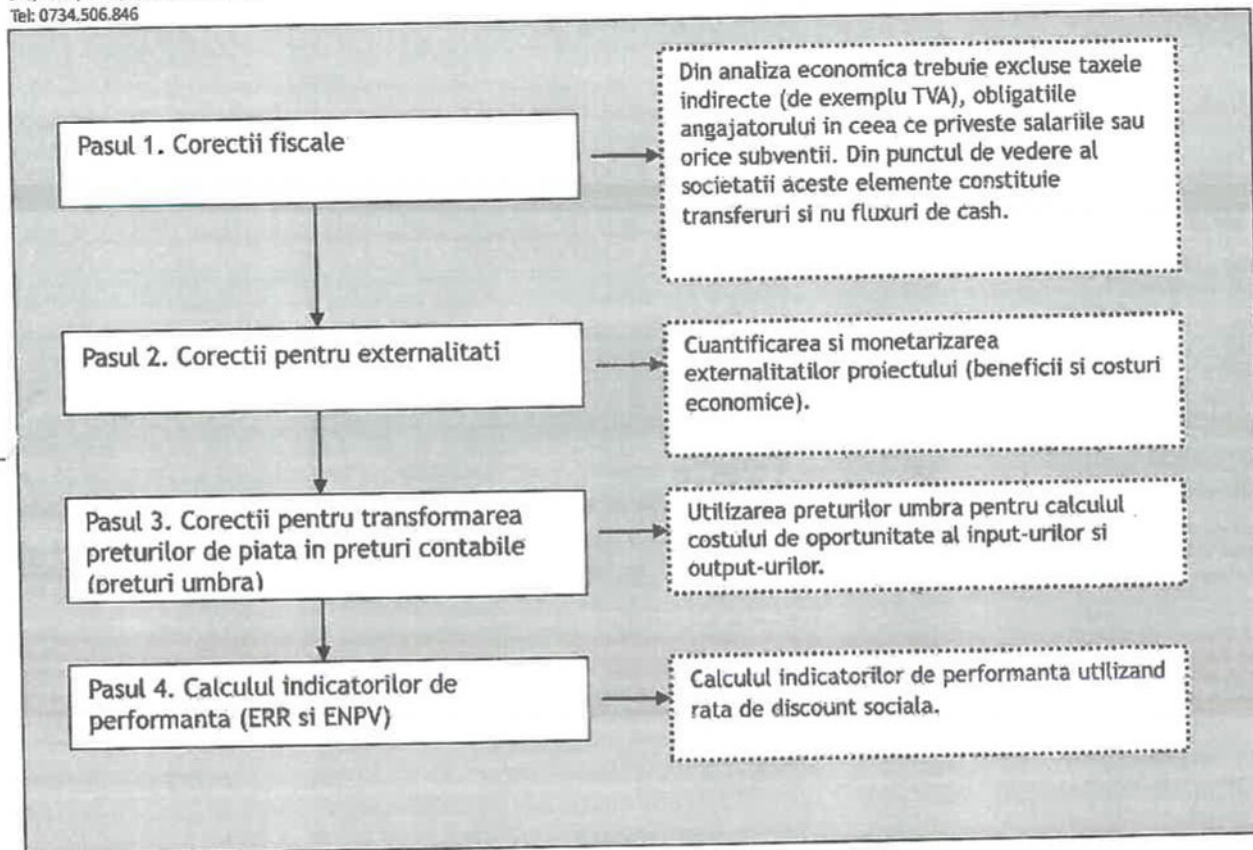 Tel: 0734.506.846
Pasul 1. Corectii fiscale
Din analiza economica trebuie excluse taxele
indirecte (de exemplu TVA), obligatiile
angajatorului in ceea ce priveste salariile sau
orice subventii. Din punctul de vedere al
societatii aceste elemente constituie
transferuri si nu fluxuri de cash.
Pasul 2. Corectii pentru externalitati
Cuantificarea si monetarizarea
externalitatilor proiectului (beneficii si costuri
economice).
Pasul 3. Corectii pentru transformarea
preturilor de piata in preturi contabile
(preturi umbra)
Utilizarea preturilor umbra pentru calculul
costului de oportunitate al input-urilor si
output-urilor.
Pasul 4. Calculul indicatorilor de
performanta (ERR si ENPV)
Calculul indicatorilor de performanta utilizand
rata de discount sociala.